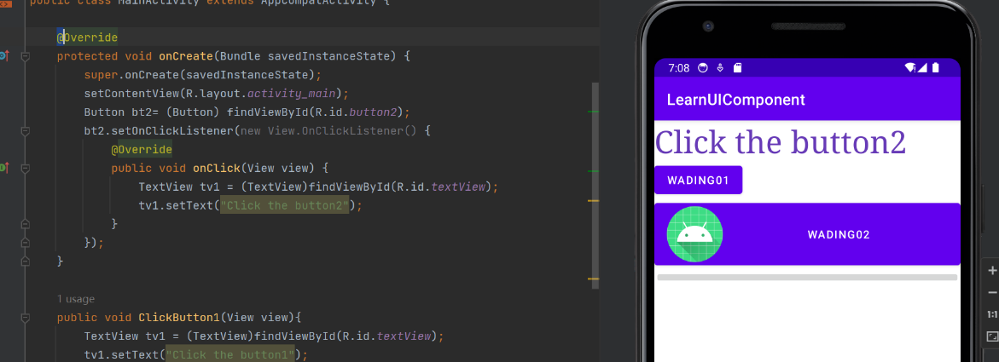 public class MainActivity extends AppCompatActivity {
@Override
protected void onCreate(Bundle savedInstanceState) {
super.onCreate(savedInstanceState);
setContentView(R.layout.activity_main);
Button bt2= (Button) findViewById(R.id.button2);
bt2.setOnClickListener(new View.OnClickListener() {
@Override
public void onClick(View view) {
TextView tv1 = (TextView)findViewById(R.id.textView);
tv1.setText("Click the button2");
}
});
}
1 usage
public void ClickButton1(View view){
TextView tv1 = (TextView)findViewById(R.id.textView);
tv1.setText("Click the button1");
7:08
LearnUIComponent
Click the button2
WADING01
WADING02
1:1